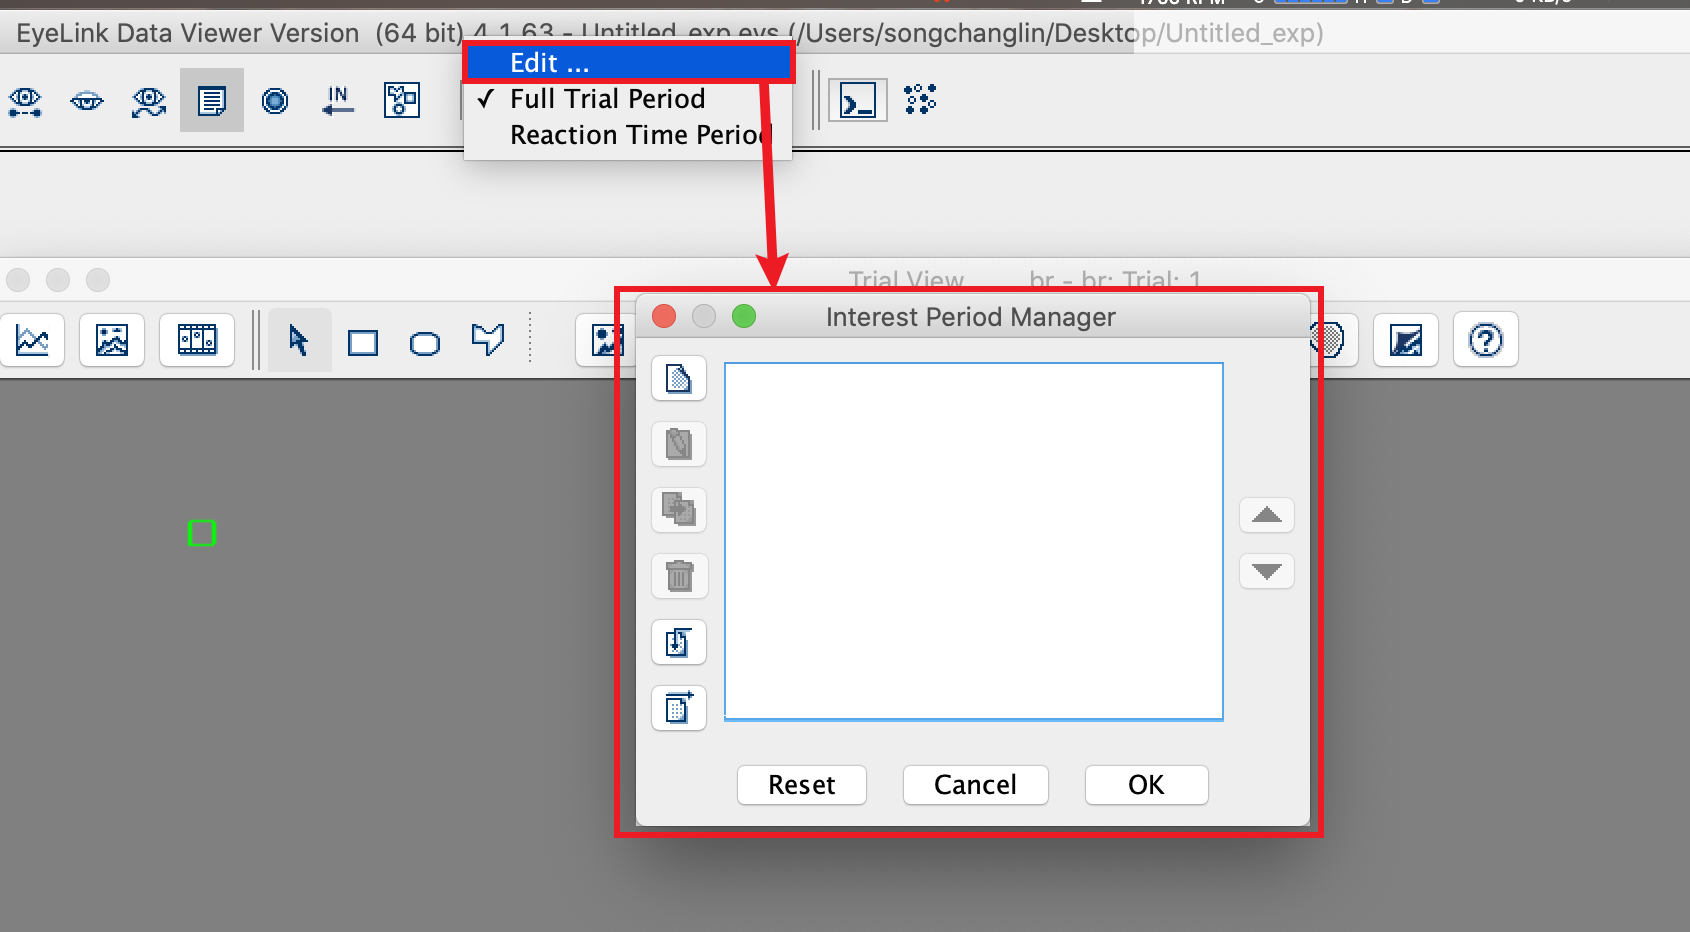 EyeLink Data Viewer Version (64 bit) 4.1.63 - Untitled_exp.evs (/Users/songchanglin/Desktop/Untitled_exp)
Edit ...
✓ Full Trial Period
Reaction Time Period
IN
Trial View br - br: Trial: 1
Interest Period Manager
Reset Cancel OK